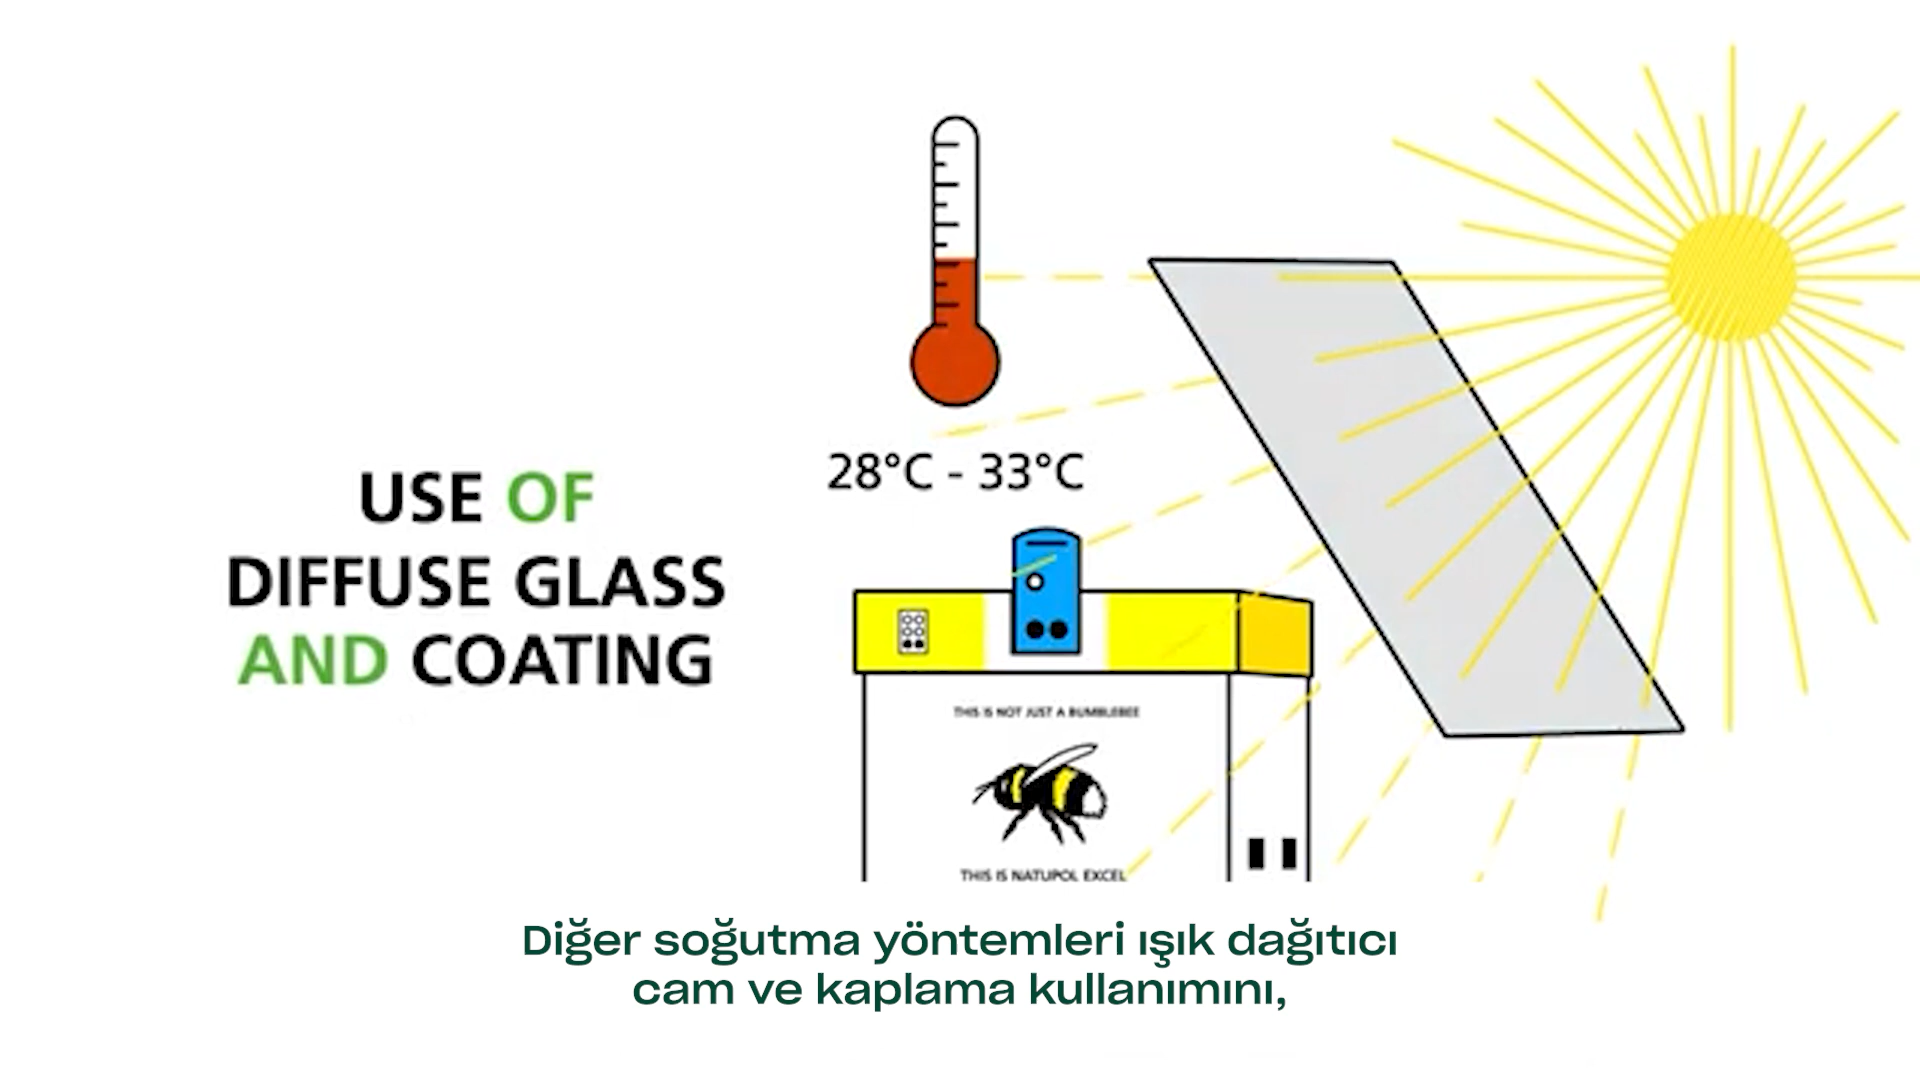 28°C - 33°C
USE OF
DIFFUSE GLASS
AND COATING
THIS IS NOT JUST A BUMBLEBEE
THIS IS NATUPOL EXCEL
Diğer soğutma yöntemleri ışık dağıtıcı
cam ve kaplama kullanımını,